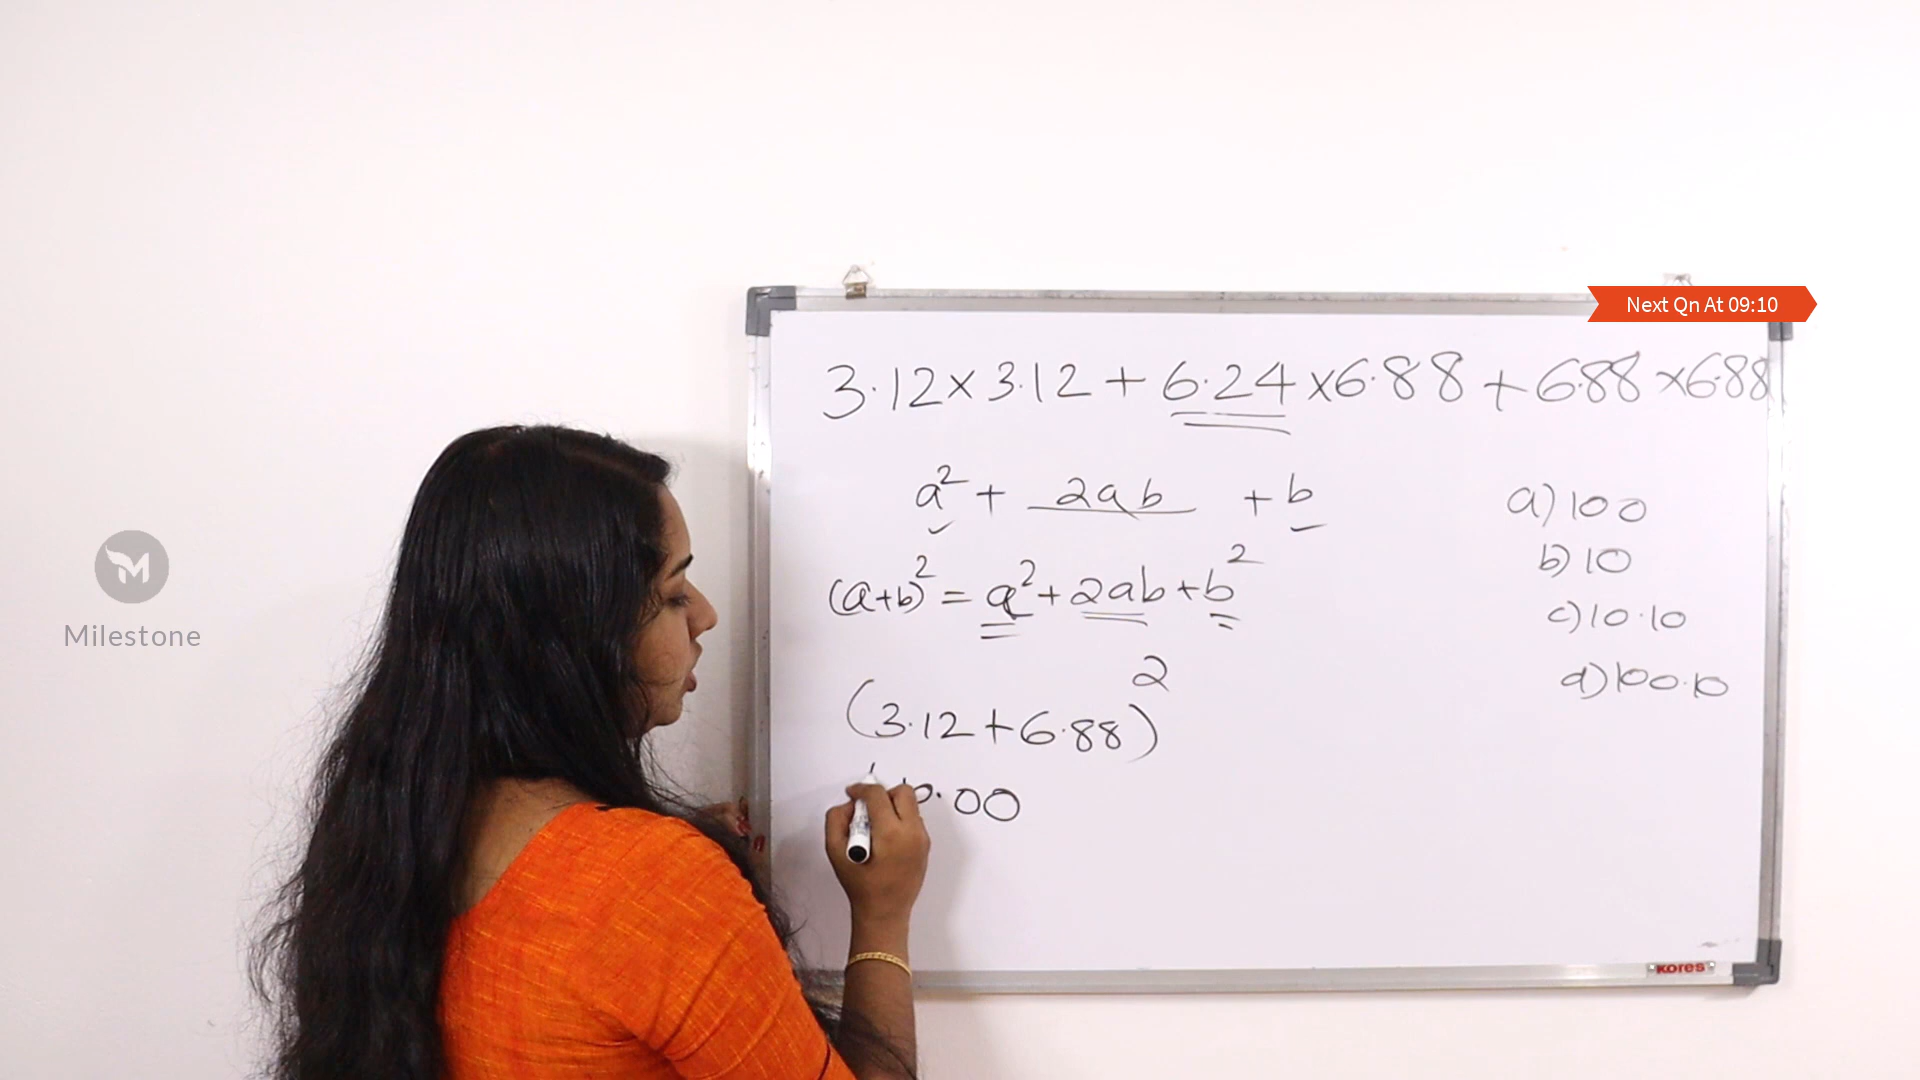 Next Qn At 09:10
3.12×3.12 + 6.24×6.88 + 6.88×6.88
a² + 2ab + b
(a+b)² = a²+2ab+b²
(3.12+6.88)²
10.00
a) 100
b) 10
c) 10.10
d) 100.10
Milestone
KOReS